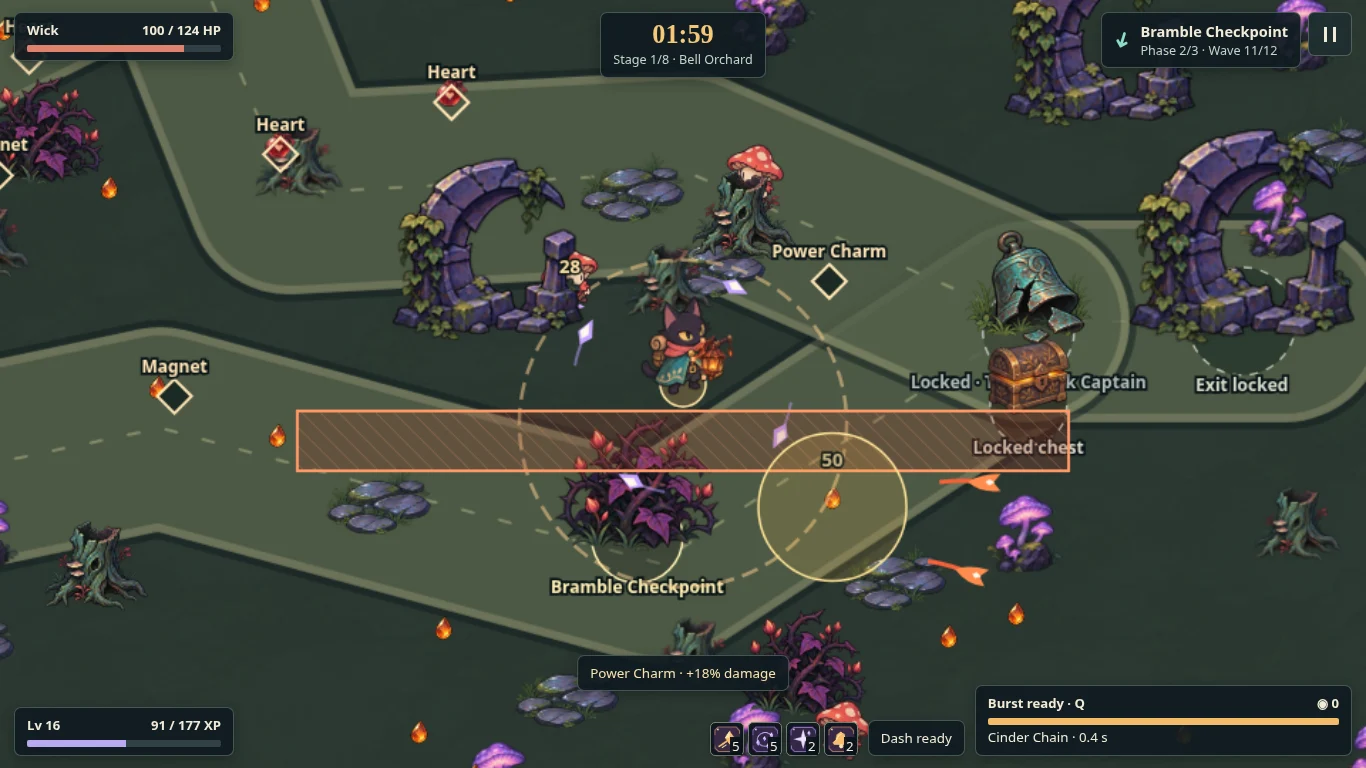 Wick 100 / 124 HP
01:59
Stage 1/8 · Bell Orchard
Bramble Checkpoint
Phase 2/3 · Wave 11/12
Heart
Heart
net
Power Charm
28
Magnet
Locked · k Captain
Exit locked
Locked chest
50
Bramble Checkpoint
Power Charm · +18% damage
Lv 16 91 / 177 XP
5 5 2 2
Dash ready
Burst ready · Q 0
Cinder Chain · 0.4 s